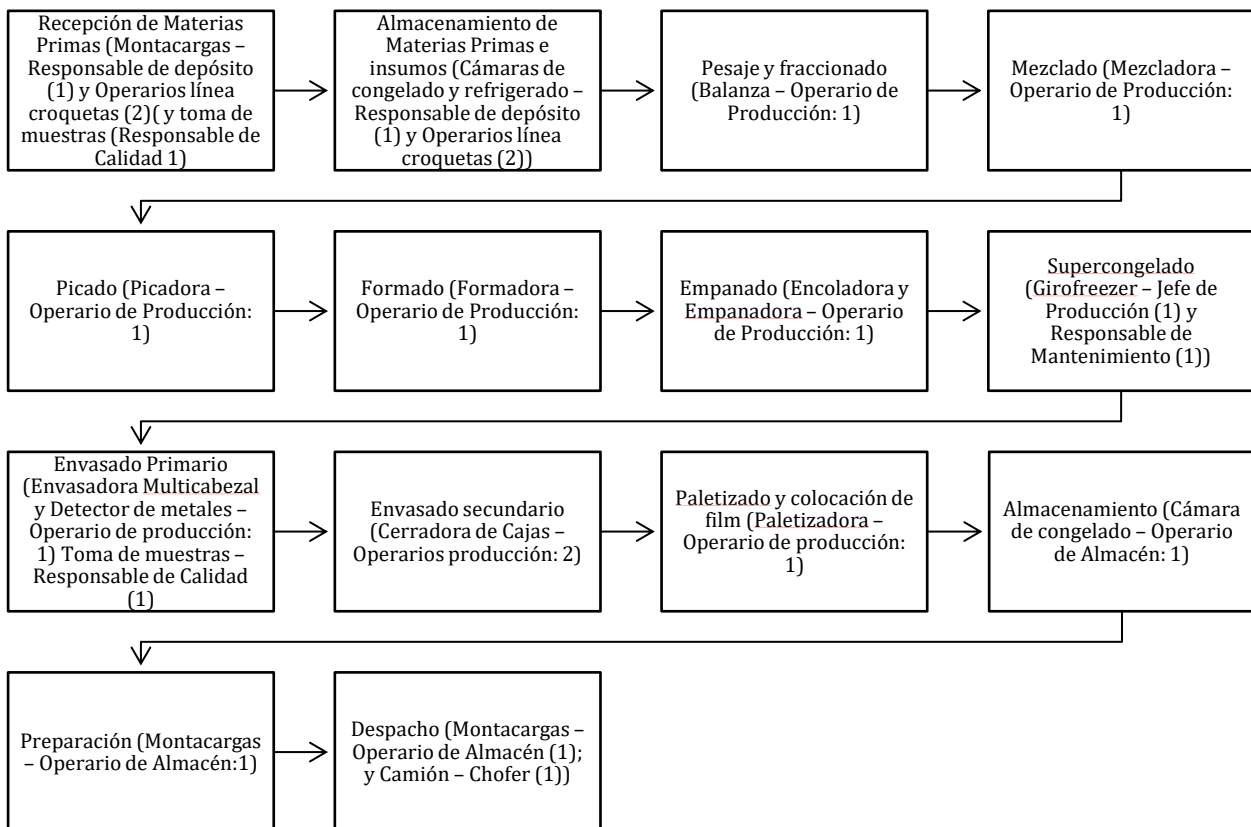 Recepción de Materias
Primas (Montacargas –
Responsable de depósito
(1) y Operarios línea
croquetas (2)( y toma de
muestras (Responsable de
Calidad 1)
Almacenamiento de
Materias Primas e
insumos (Cámaras de
congelado y refrigerado –
Responsable de depósito
(1) y Operarios línea
croquetas (2))
Pesaje y fraccionado
(Balanza – Operario de
Producción: 1)
Mezclado (Mezcladora –
Operario de Producción:
1)
Picado (Picadora –
Operario de Producción:
1)
Formado (Formadora –
Operario de Producción:
1)
Empanado (Encoladora y
Empanadora – Operario
de Producción: 1)
Supercongelado
(Girofreezer – Jefe de
Producción (1) y
Responsable de
Mantenimiento (1))
Envasado Primario
(Envasadora Multicabezal
y Detector de metales –
Operario de producción:
1) Toma de muestras –
Responsable de Calidad
(1)
Envasado secundario
(Cerradora de Cajas –
Operarios producción: 2)
Paletizado y colocación de
film (Paletizadora –
Operario de producción:
1)
Almacenamiento (Cámara
de congelado – Operario
de Almacén: 1)
Preparación (Montacargas
– Operario de Almacén:1)
Despacho (Montacargas –
Operario de Almacén (1);
y Camión – Chofer (1))